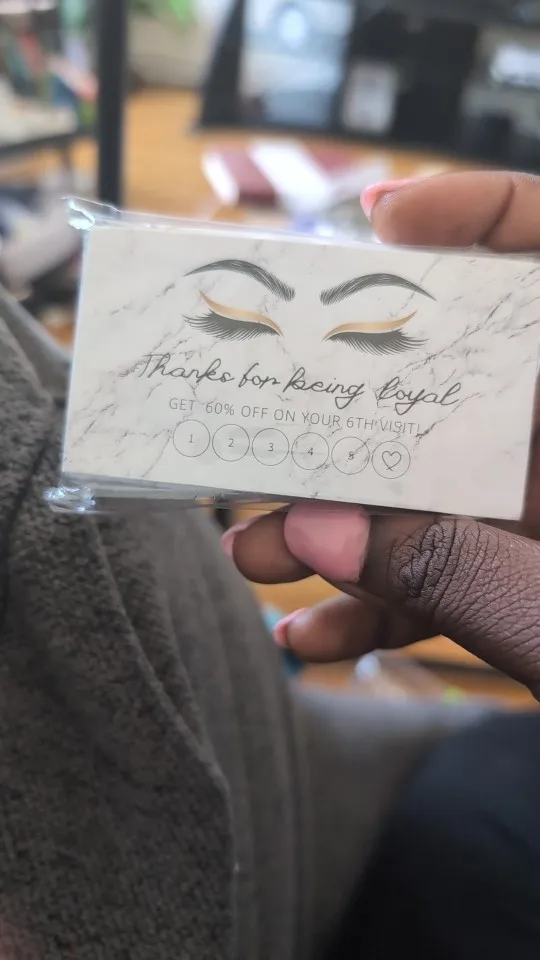 Thanks for being loyal
GET 60% OFF ON YOUR 6TH VISIT!
1 2 3 4 5